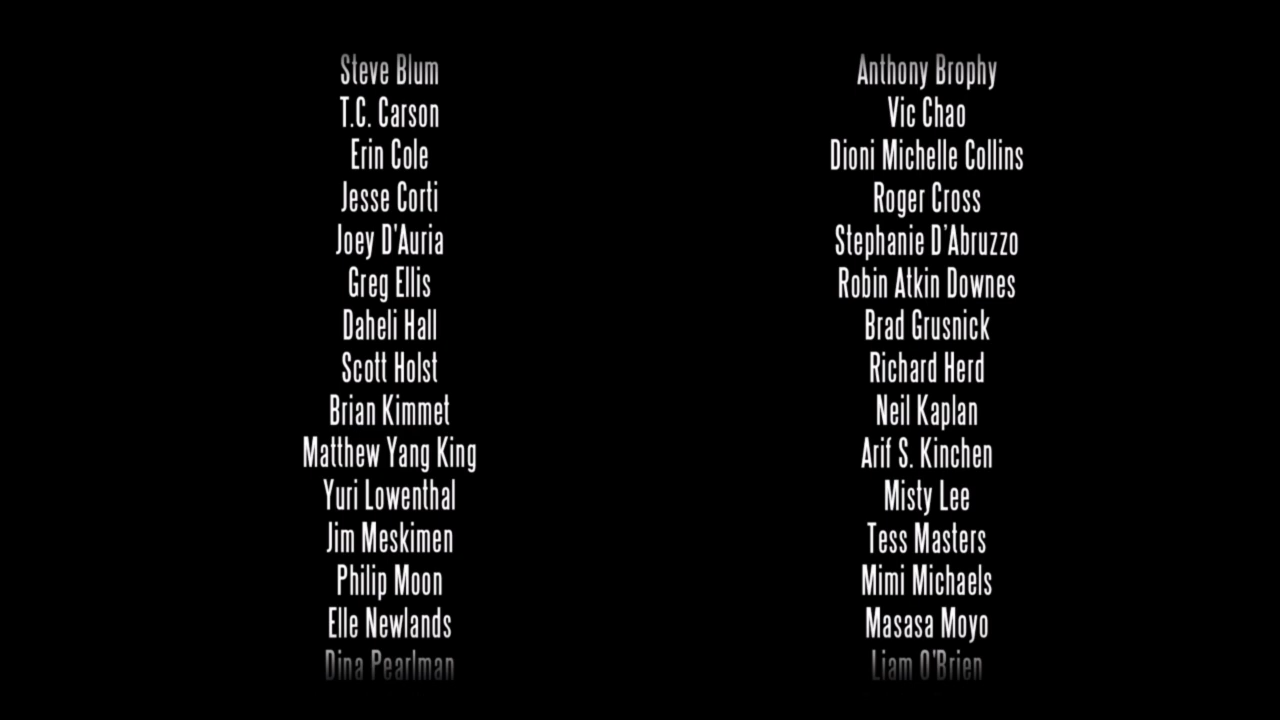 Steve Blum Anthony Brophy
T.C. Carson Vic Chao
Erin Cole Dioni Michelle Collins
Jesse Corti Roger Cross
Joey D'Auria Stephanie D'Abruzzo
Greg Ellis Robin Atkin Downes
Daheli Hall Brad Grusnick
Scott Holst Richard Herd
Brian Kimmet Neil Kaplan
Matthew Yang King Arif S. Kinchen
Yuri Lowenthal Misty Lee
Jim Meskimen Tess Masters
Philip Moon Mimi Michaels
Elle Newlands Masasa Moyo
Dina Pearlman Liam O'Brien